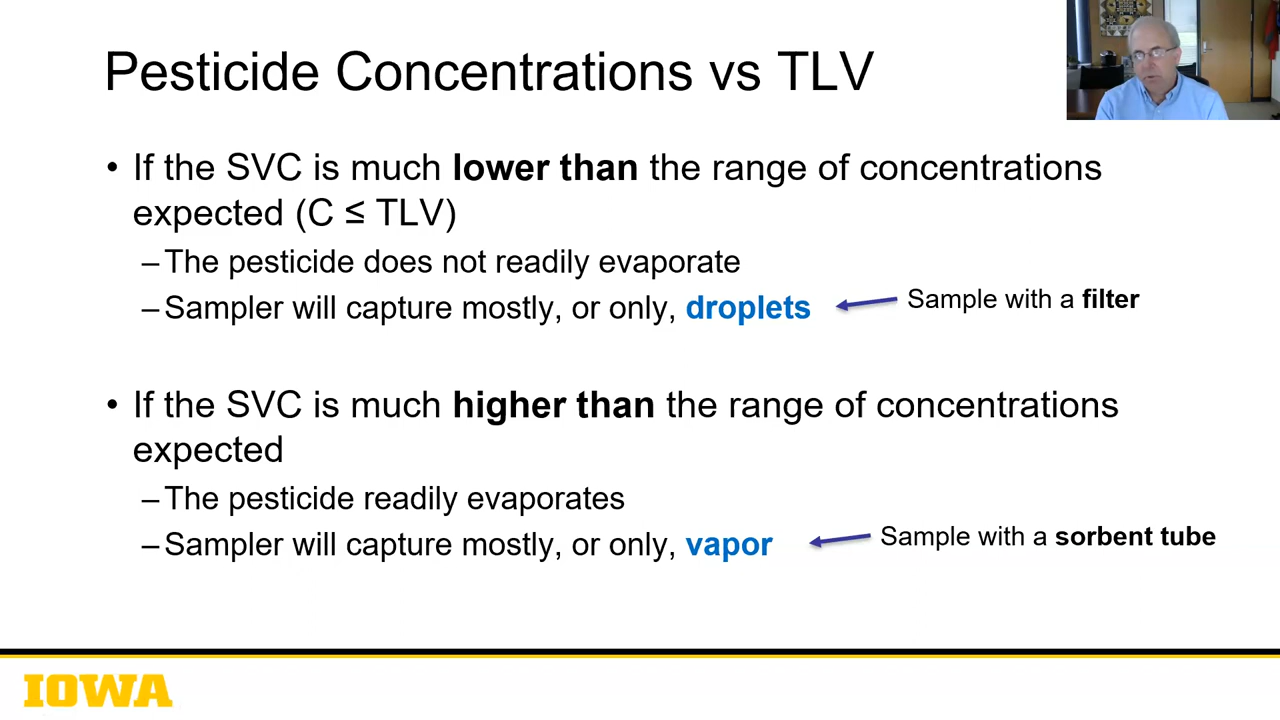 Pesticide Concentrations vs TLV
• If the SVC is much lower than the range of concentrations
expected (C ≤ TLV)
– The pesticide does not readily evaporate
– Sampler will capture mostly, or only, droplets
Sample with a filter
• If the SVC is much higher than the range of concentrations
expected
– The pesticide readily evaporates
– Sampler will capture mostly, or only, vapor
Sample with a sorbent tube
IOWA